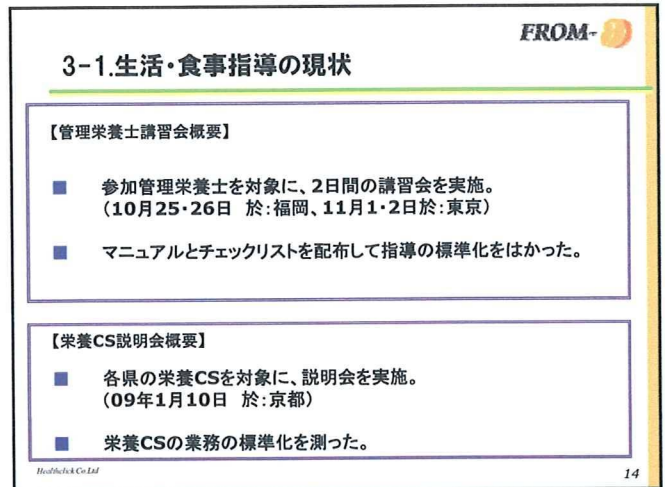 FROM-
3-1.生活・食事指導の現状
【管理栄養士講習会概要】
■ 参加管理栄養士を対象に、2日間の講習会を実施。
(10月25・26日 於:福岡、11月1・2日於:東京)
■ マニュアルとチェックリストを配布して指導の標準化をはかった。
【栄養CS説明会概要】
■ 各県の栄養CSを対象に、説明会を実施。
(09年1月10日 於:京都)
■ 栄養CSの業務の標準化を測った。
Healthclick Co Ltd
14